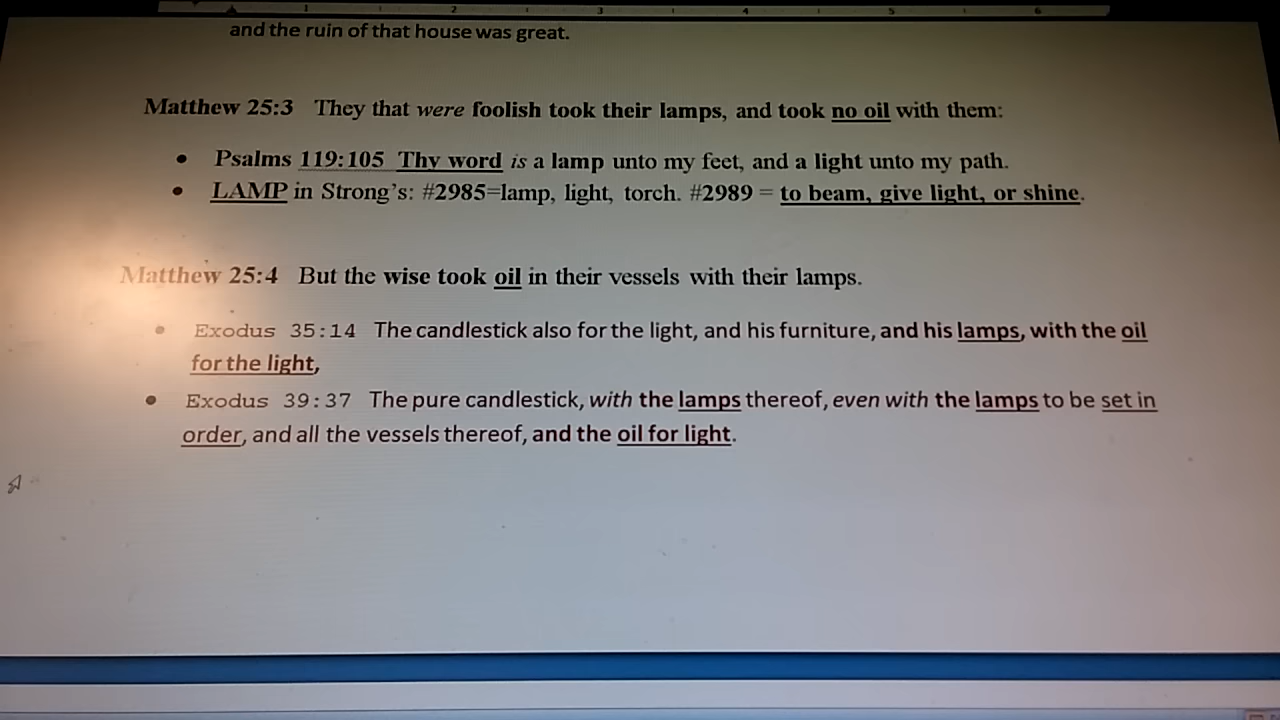 1 2 3 4 5 6
and the ruin of that house was great.
Matthew 25:3 They that were foolish took their lamps, and took no oil with them:
• Psalms 119:105 Thy word is a lamp unto my feet, and a light unto my path.
• LAMP in Strong's: #2985=lamp, light, torch. #2989 = to beam, give light, or shine.
Matthew 25:4 But the wise took oil in their vessels with their lamps.
• Exodus 35:14 The candlestick also for the light, and his furniture, and his lamps, with the oil
for the light,
• Exodus 39:37 The pure candlestick, with the lamps thereof, even with the lamps to be set in
order, and all the vessels thereof, and the oil for light.